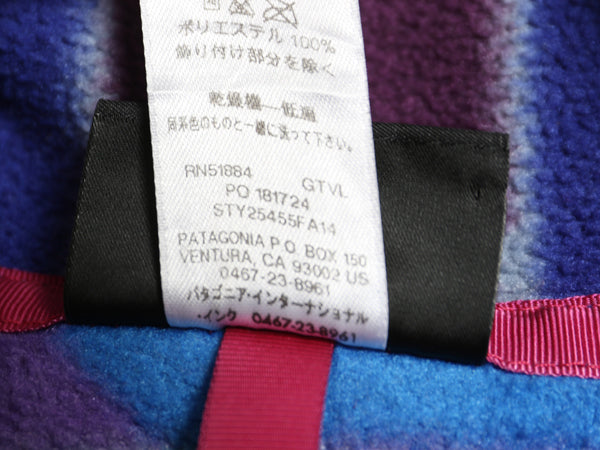 ポリエステル 100%
飾り付け部分を除く
乾燥機—低温
同系色のものと一緒に洗って下さい。
RN51884 GTVL
PO 181724
STY25455FA14
PATAGONIA P.O. BOX 150
VENTURA, CA 93002 US
0467-23-8961
パタゴニア・インターナショナル
・インク 0467-23-8961